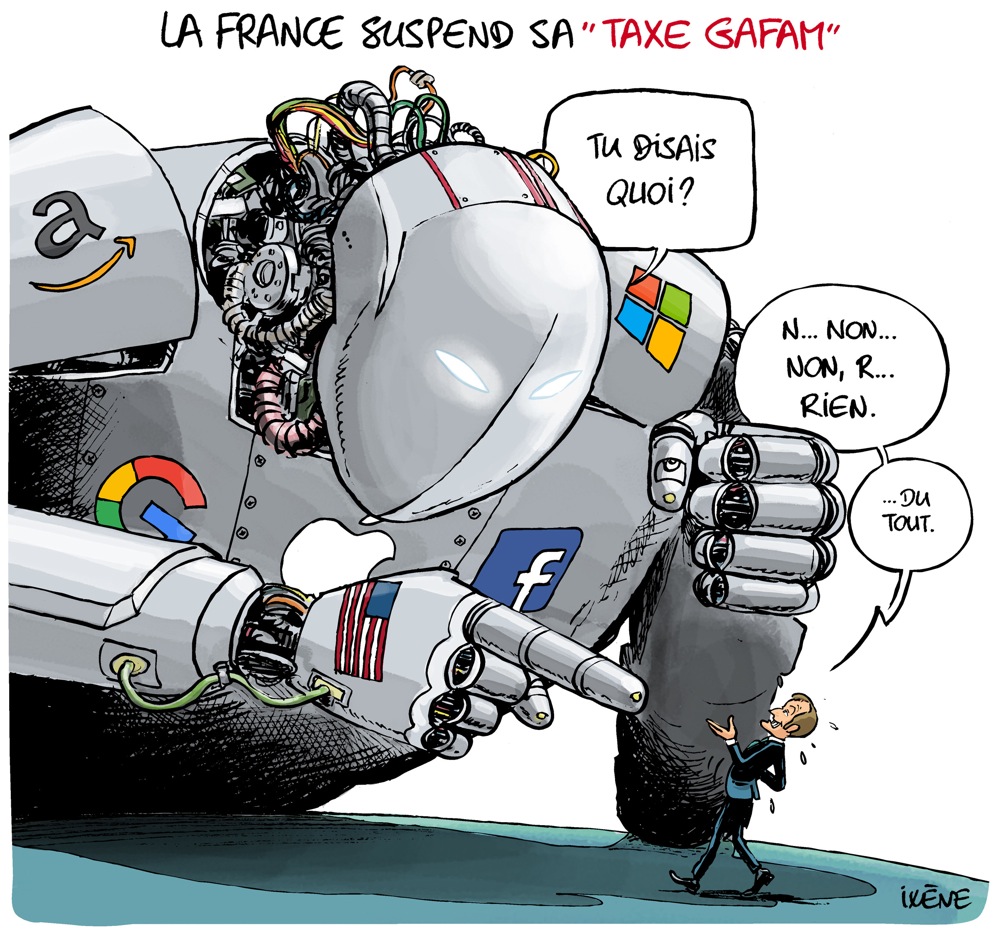 LA FRANCE SUSPEND SA "TAXE GAFAM"
TU DISAIS
QUOI?
N... NON...
NON, R...
RIEN.
...DU
TOUT.
a
G
f
iXÈNE